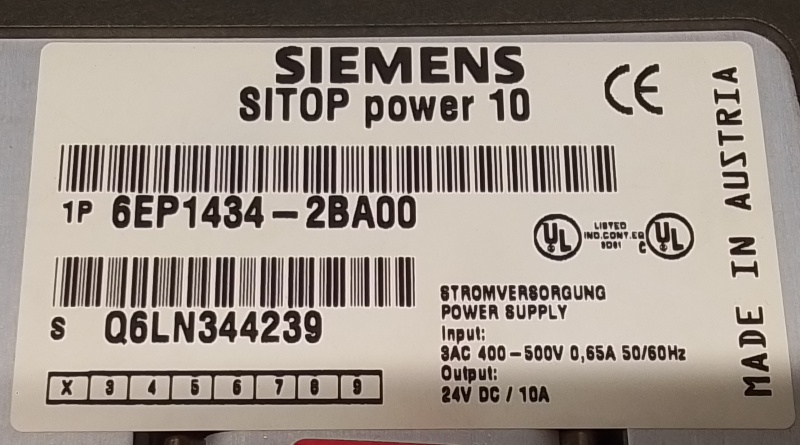 SIEMENS
SITOP power 10
CE
1P 6EP1434-2BA00
UL
LISTED
IND.CONT.EQ
C UL
S Q6LN344239
STROMVERSORGUNG
POWER SUPPLY
Input:
3AC 400-500V 0,65A 50/60Hz
Output:
24V DC / 10A
X 3 4 5 6 7 8 9
MADE IN AUSTRIA